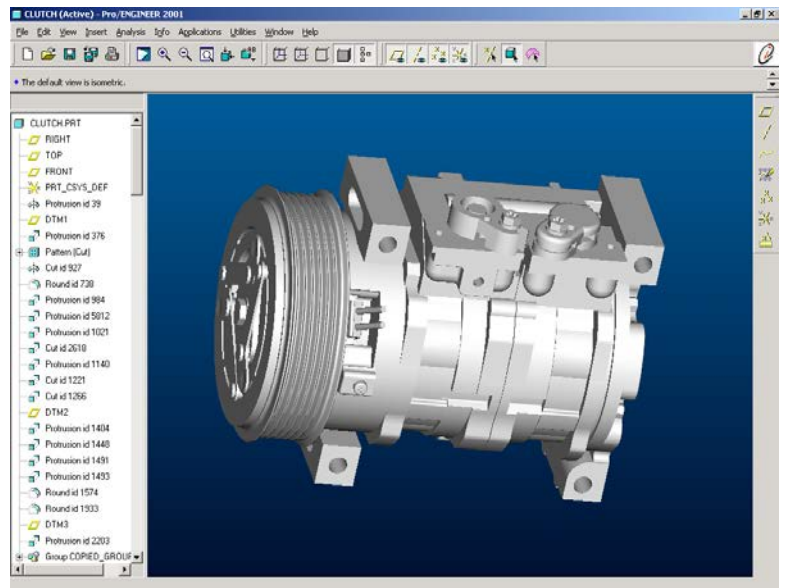 CLUTCH (Active) - Pro/ENGINEER 2001
File Edit View Insert Analysis Info Applications Utilities Window Help
The default view is isometric.
CLUTCH.PRT
RIGHT
TOP
FRONT
PRT_CSYS_DEF
Protrusion id 39
DTM1
Protrusion id 376
Pattern (Cut)
Cut id 927
Round id 738
Protrusion id 984
Protrusion id 5812
Protrusion id 1021
Cut id 2618
Protrusion id 1140
Cut id 1221
Cut id 1266
DTM2
Protrusion id 1404
Protrusion id 1448
Protrusion id 1491
Protrusion id 1493
Round id 1574
Round id 1933
DTM3
Protrusion id 2203
Group COPIED_GROUP